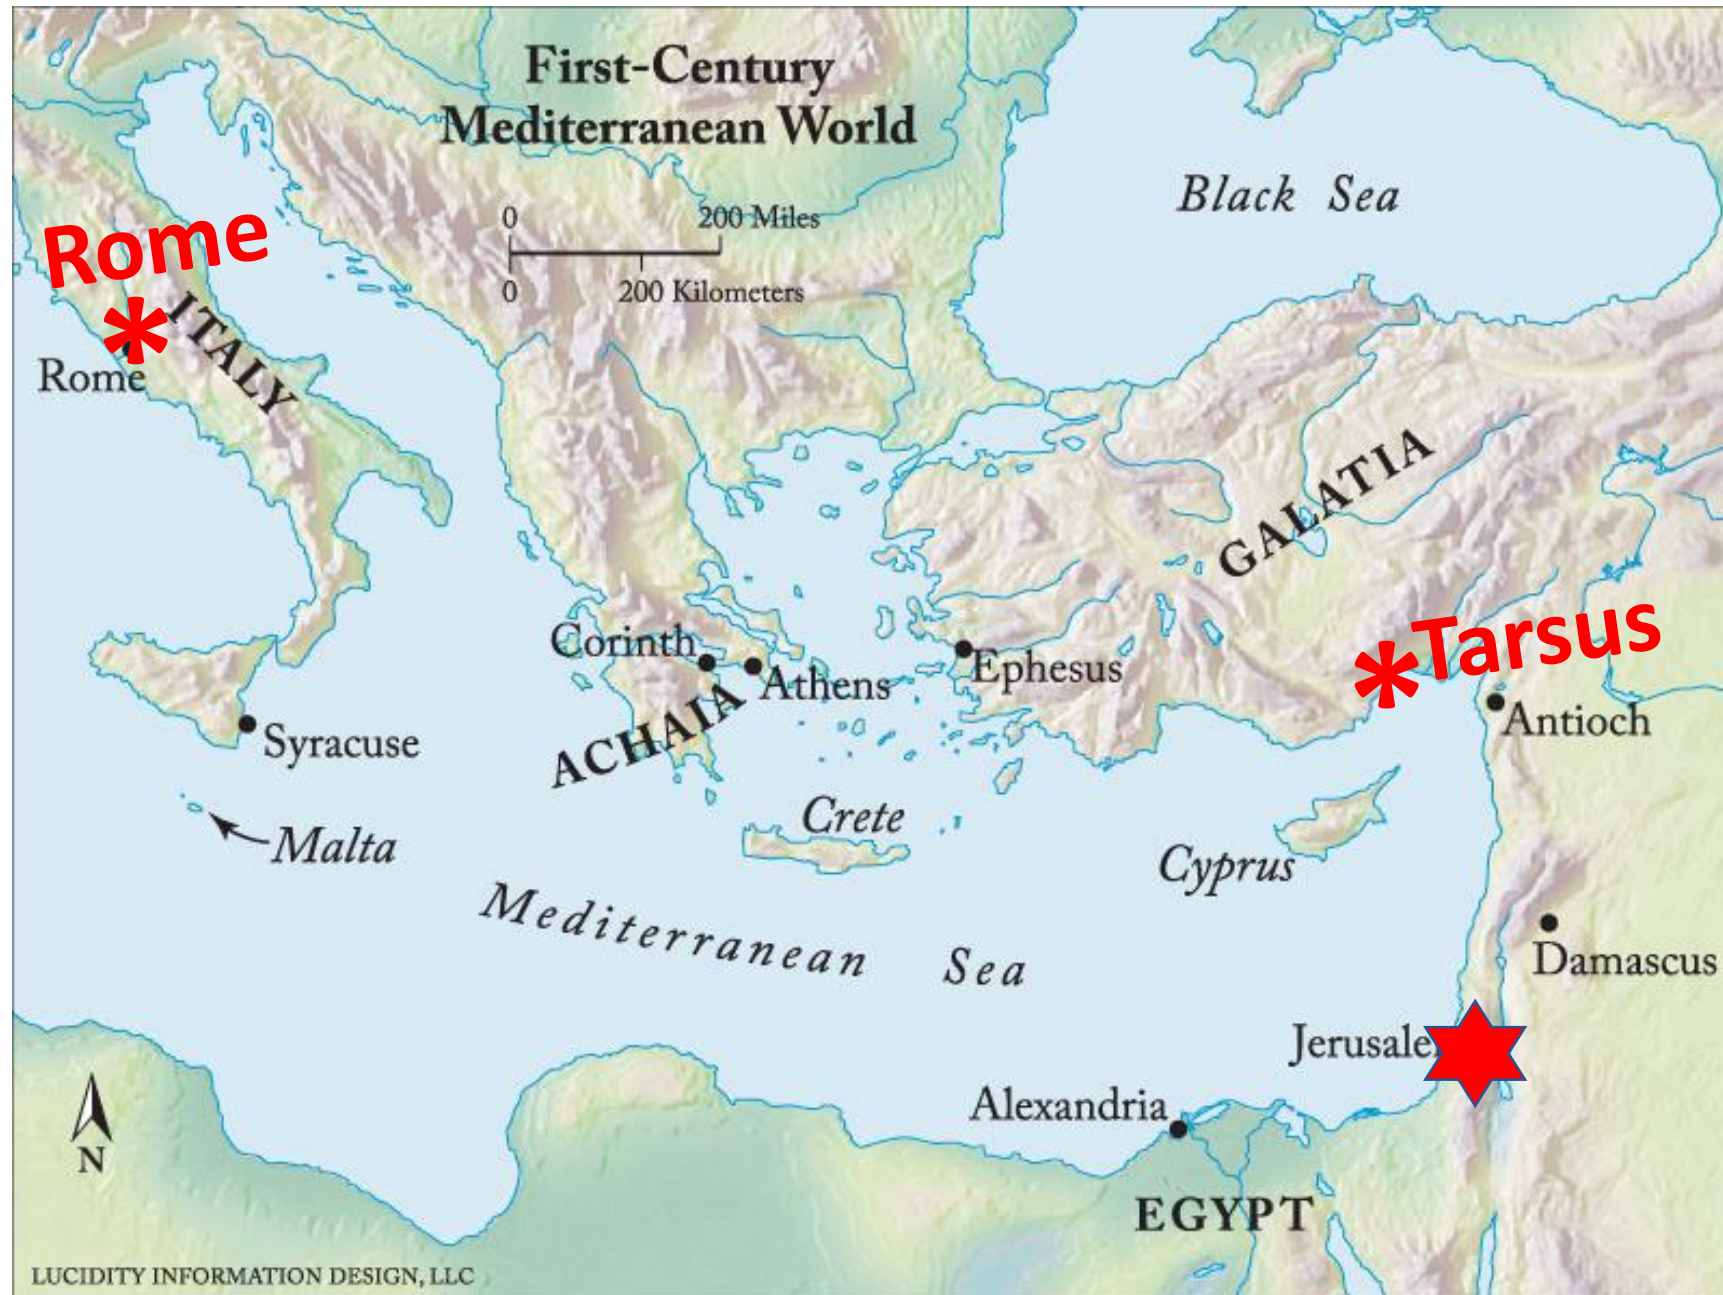 First-Century
Mediterranean World
Black Sea
0 200 Miles
0 200 Kilometers
Rome
*
ITALY
Rome
GALATIA
*Tarsus
Corinth
Athens
Ephesus
Antioch
ACHAIA
Syracuse
Crete
Malta
Cyprus
Mediterranean Sea
Damascus
Jerusale
Alexandria
N
EGYPT
LUCIDITY INFORMATION DESIGN, LLC